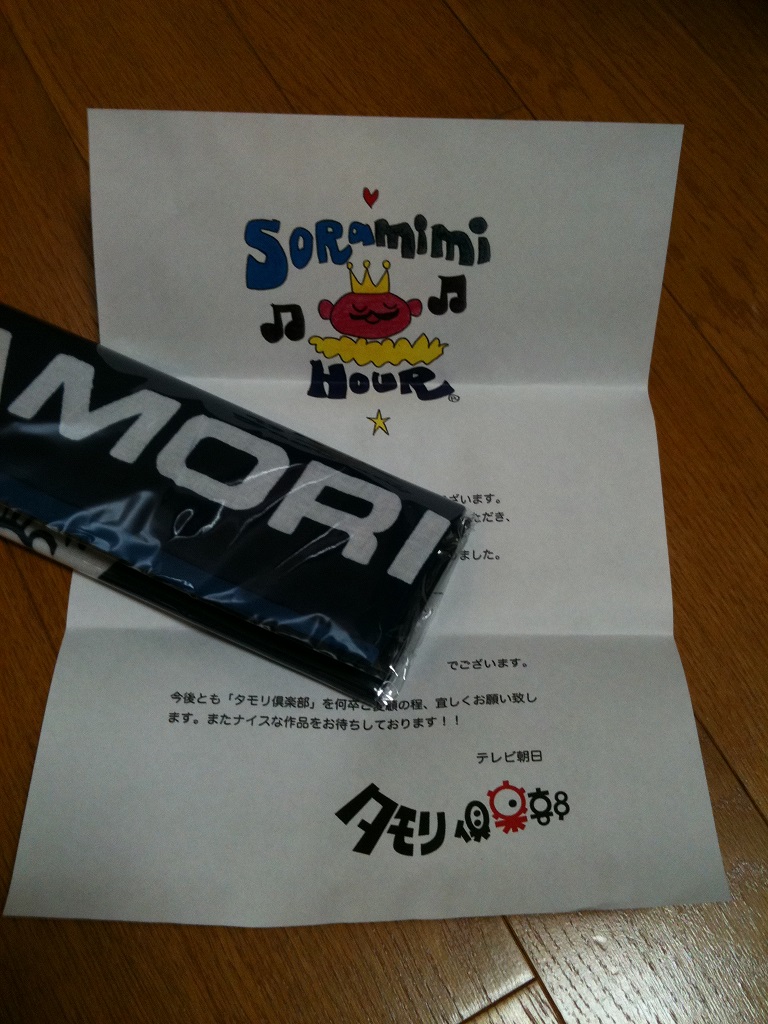 SORamimi
HOUR®
AMORI
ざいます。
ただき、
ました。
でございます。
今後とも「タモリ倶楽部」を何卒ご愛顧の程、宜しくお願い致し
ます。またナイスな作品をお待ちしております！！
テレビ朝日
タモリ倶楽部